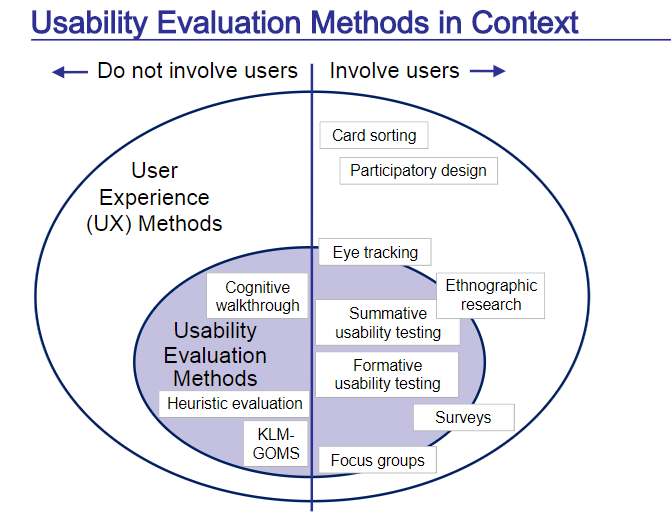 Usability Evaluation Methods in Context
Do not involve users
Involve users
Card sorting
Participatory design
User
Experience
(UX) Methods
Eye tracking
Cognitive
walkthrough
Ethnographic
research
Summative
usability testing
Usability
Evaluation
Methods
Formative
usability testing
Heuristic evaluation
Surveys
KLM-
GOMS
Focus groups